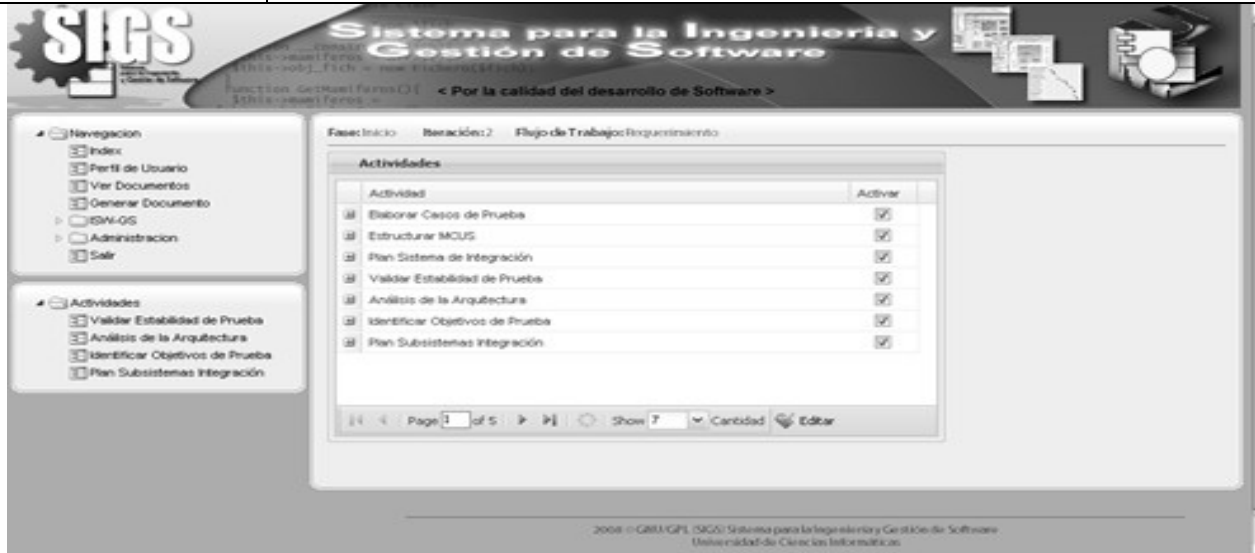 SIGS
Sistema para la Ingeniería y
Gestión de Software
< Por la calidad del desarrollo de Software >
Navegacion
Index
Perfil de Usuario
Ver Documentos
Generar Documento
ISW-GS
Administracion
Salir
Actividades
Validar Estabilidad de Prueba
Análisis de la Arquitectura
Identificar Objetivos de Prueba
Plan Subsistemas Integración
Fase: Inicio Iteración: 2 Flujo de Trabajo: Requerimiento
Actividades
Actividad Activar
Elaborar Casos de Prueba
Estructurar MCUS
Plan Sistema de Integración
Validar Estabilidad de Prueba
Análisis de la Arquitectura
Identificar Objetivos de Prueba
Plan Subsistemas Integración
Page 1 of 5 Show 7 Cantidad Editar
2008 © GNU/GPL (SIGS) Sistema para la Ingeniería y Gestión de Software
Universidad de Ciencias Informáticas